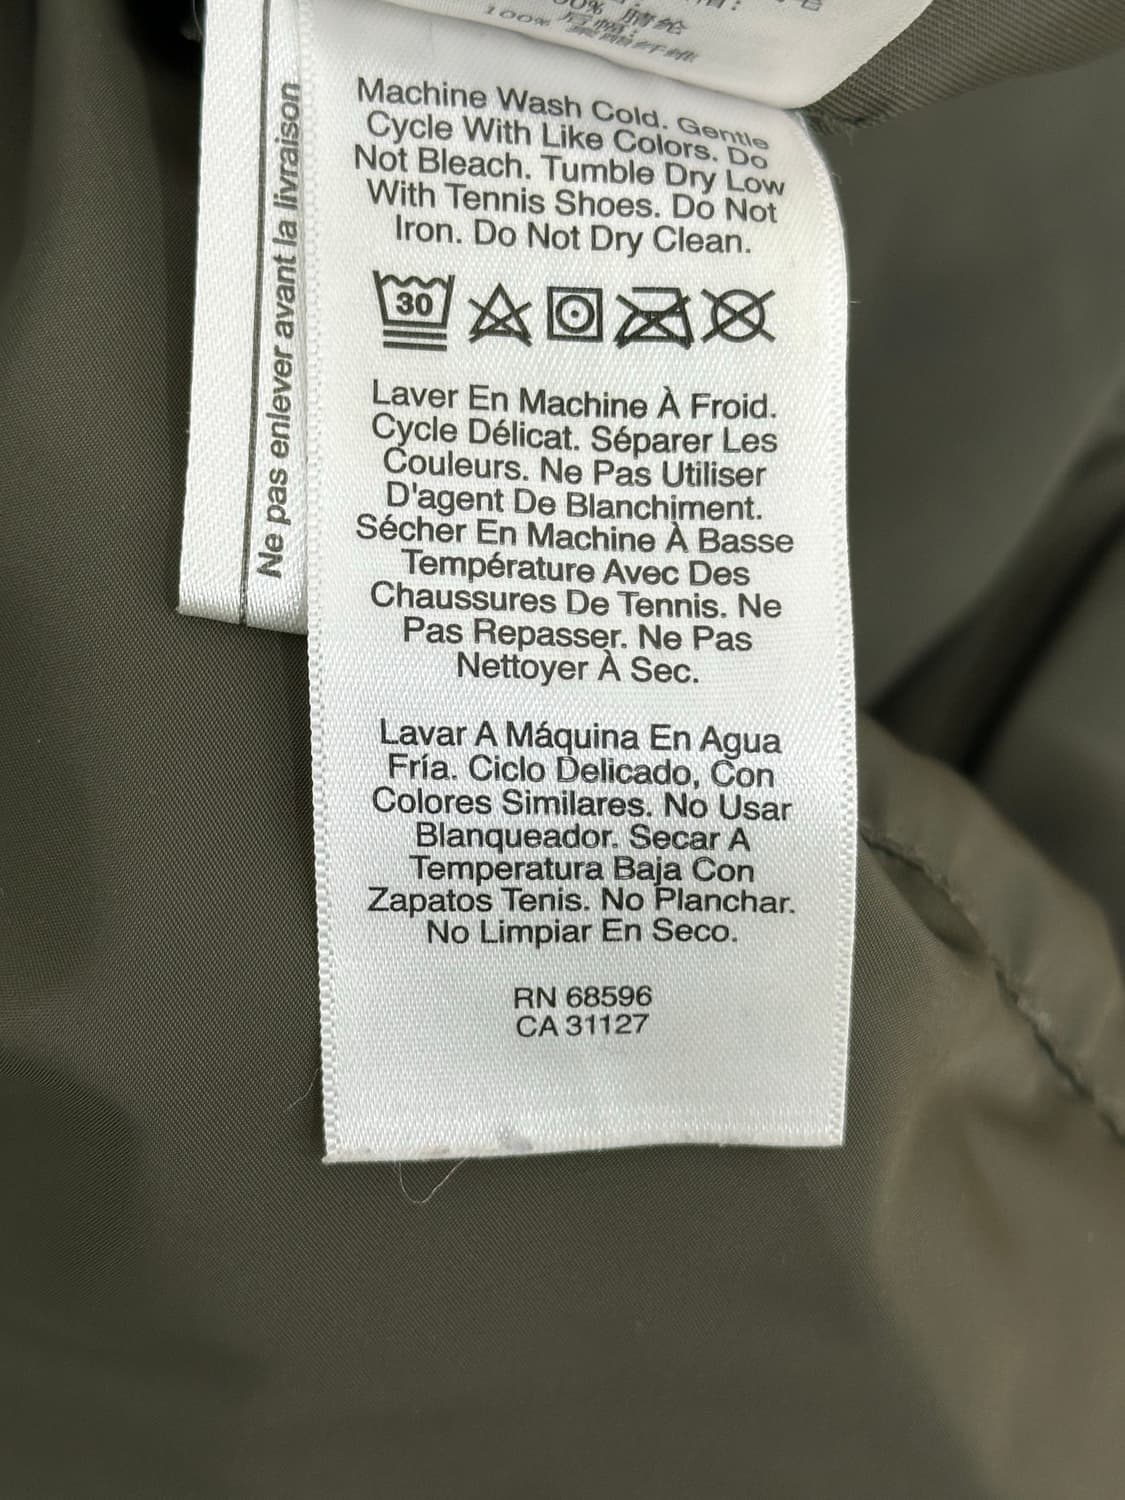 100%
Machine Wash Cold. Gentle
Cycle With Like Colors. Do
Not Bleach. Tumble Dry Low
With Tennis Shoes. Do Not
Iron. Do Not Dry Clean.
30
Laver En Machine À Froid.
Cycle Délicat. Séparer Les
Couleurs. Ne Pas Utiliser
D'agent De Blanchiment.
Sécher En Machine À Basse
Température Avec Des
Chaussures De Tennis. Ne
Pas Repasser. Ne Pas
Nettoyer À Sec.
Lavar A Máquina En Agua
Fría. Ciclo Delicado, Con
Colores Similares. No Usar
Blanqueador. Secar A
Temperatura Baja Con
Zapatos Tenis. No Planchar.
No Limpiar En Seco.
RN 68596
CA 31127
Ne pas enlever avant la livraison